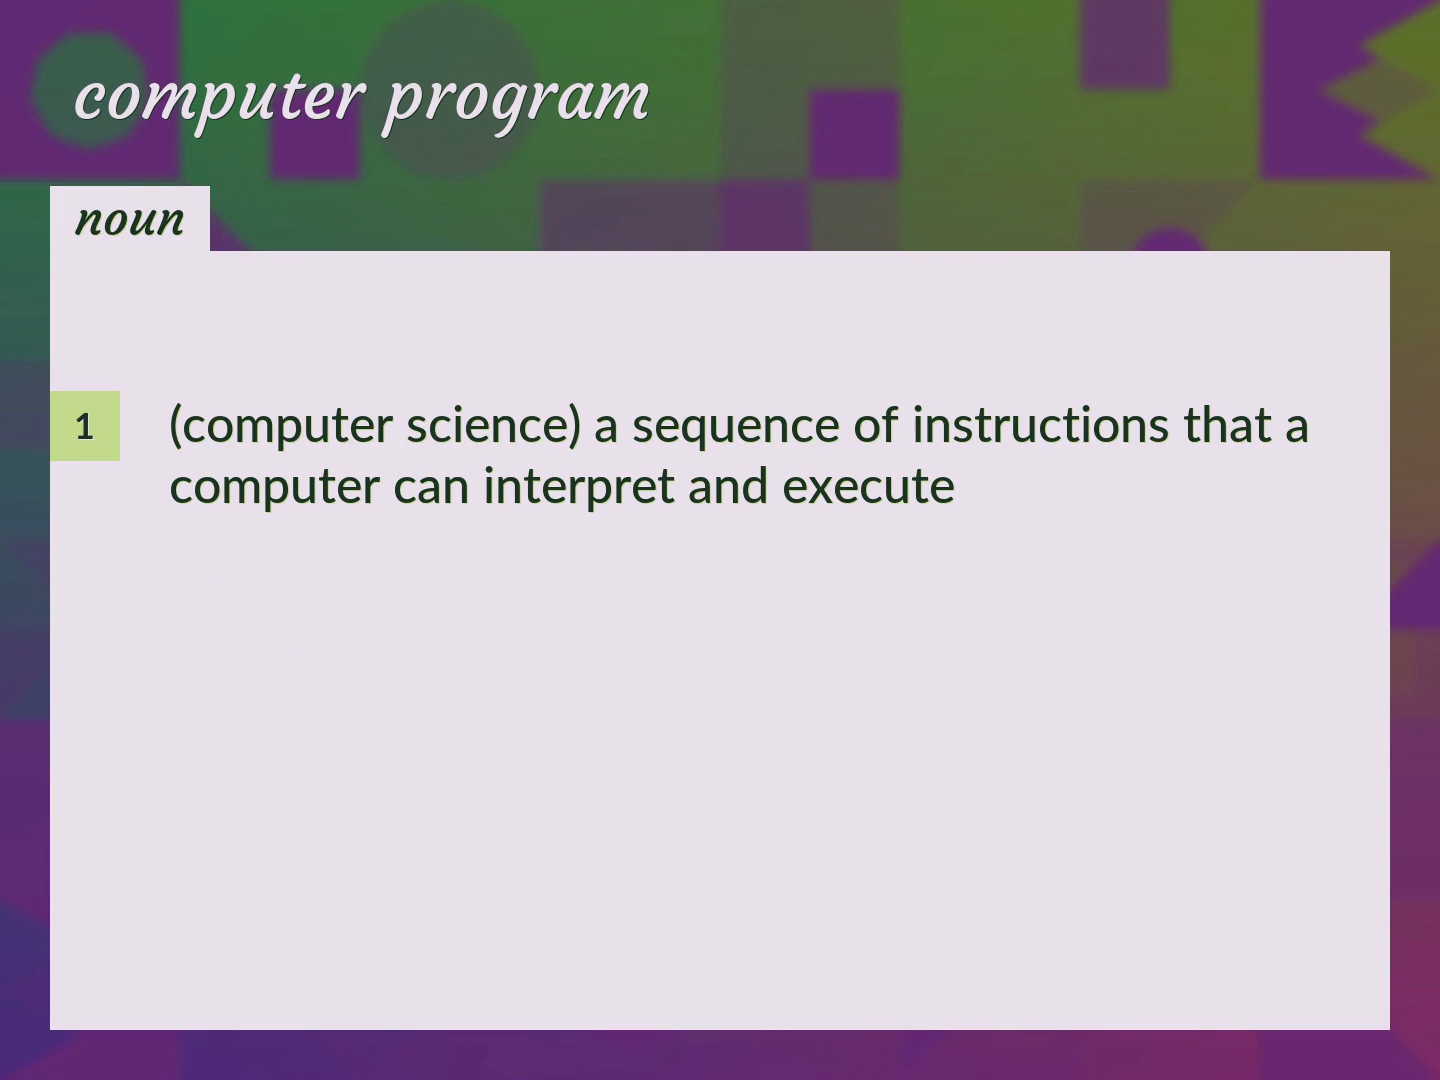 computer program
noun
1
(computer science) a sequence of instructions that a
computer can interpret and execute